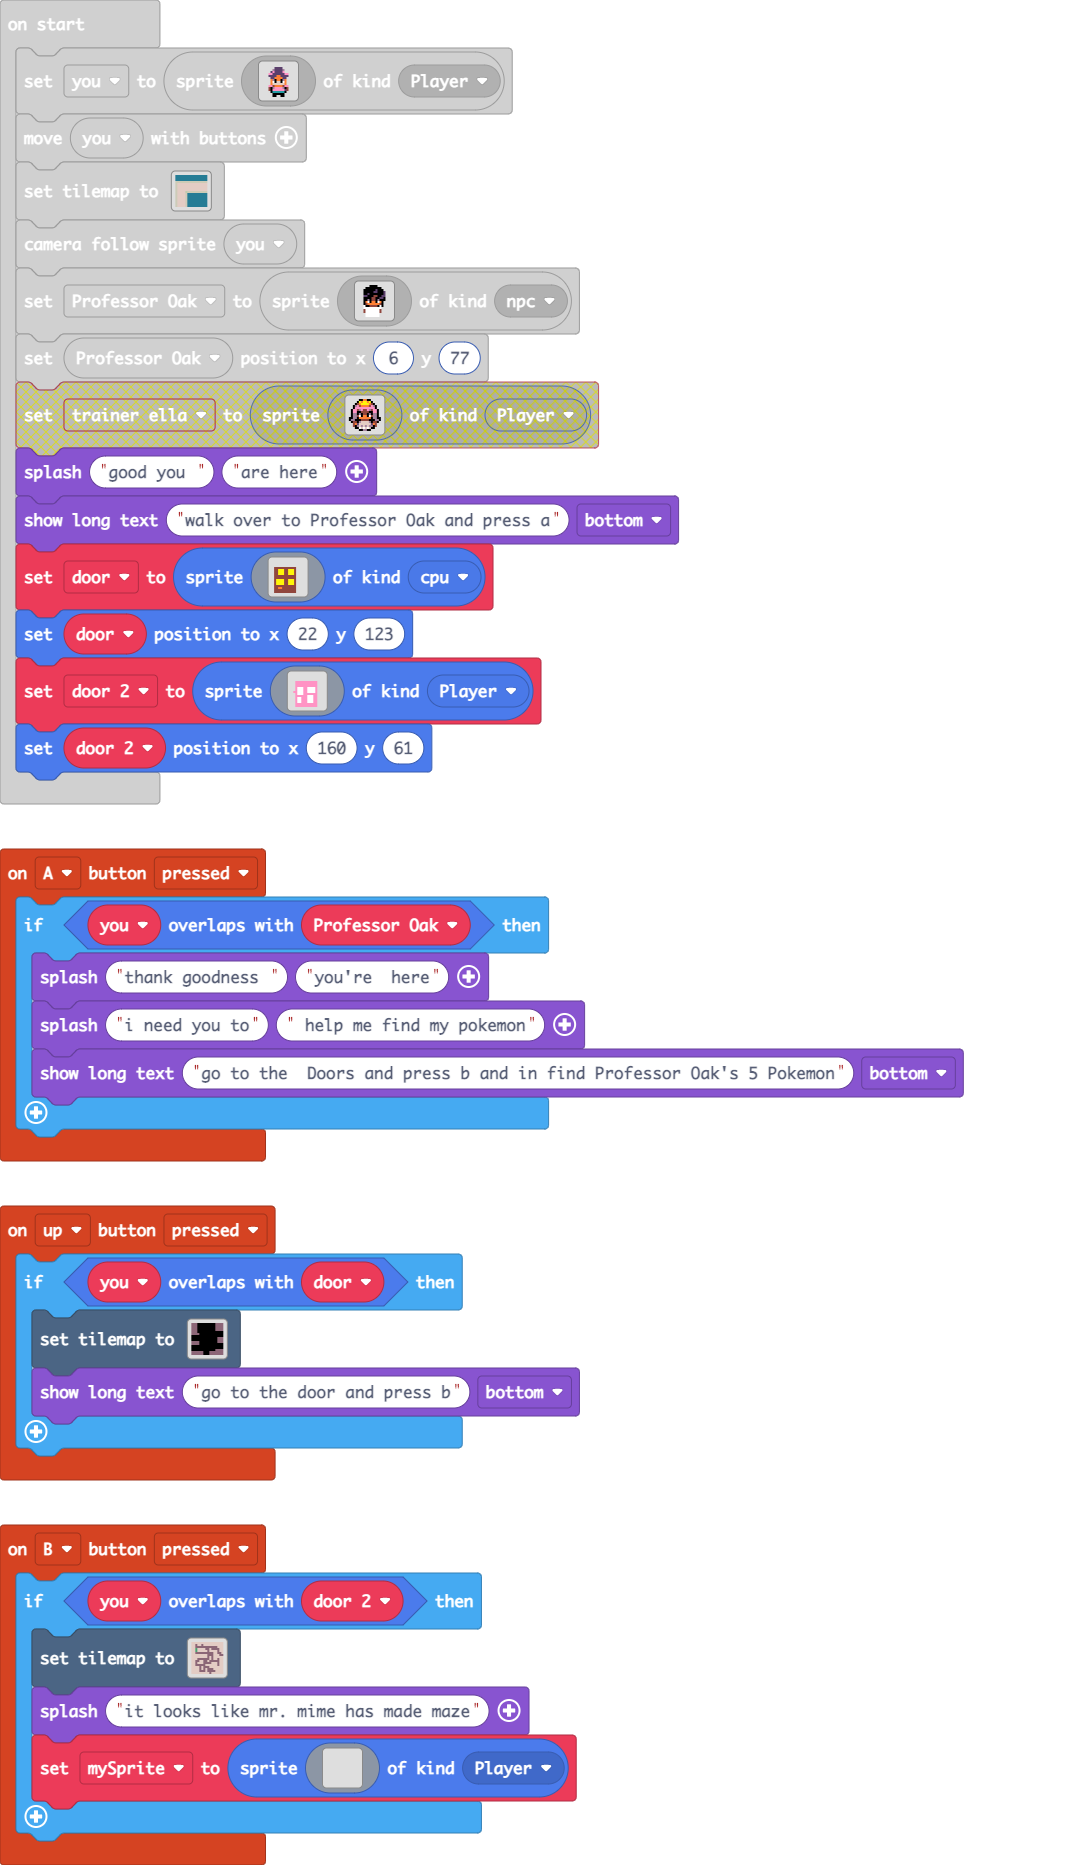 on start
set you to sprite of kind Player
move you with buttons
set tilemap to
camera follow sprite you
set Professor Oak to sprite of kind npc
set Professor Oak position to x 6 y 77
set trainer ella to sprite of kind Player
splash "good you " "are here"
show long text "walk over to Professor Oak and press a" bottom
set door to sprite of kind cpu
set door position to x 22 y 123
set door 2 to sprite of kind Player
set door 2 position to x 160 y 61
on A button pressed
if you overlaps with Professor Oak then
splash "thank goodness " "you're  here"
splash "i need you to" " help me find my pokemon"
show long text "go to the  Doors and press b and in find Professor Oak's 5 Pokemon" bottom
on up button pressed
if you overlaps with door then
set tilemap to
show long text "go to the door and press b" bottom
on B button pressed
if you overlaps with door 2 then
set tilemap to
splash "it looks like mr. mime has made maze"
set mySprite to sprite of kind Player